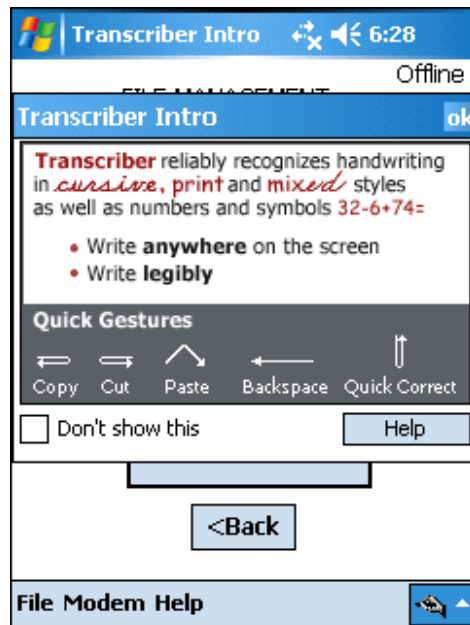 Transcriber Intro 6:28
Offline
FILE MANAGEMENT
Transcriber Intro ok
Transcriber reliably recognizes handwriting
in cursive, print and mixed styles
as well as numbers and symbols 32-6+74=
• Write anywhere on the screen
• Write legibly
Quick Gestures
Copy Cut Paste Backspace Quick Correct
Don't show this Help
<Back
File Modem Help